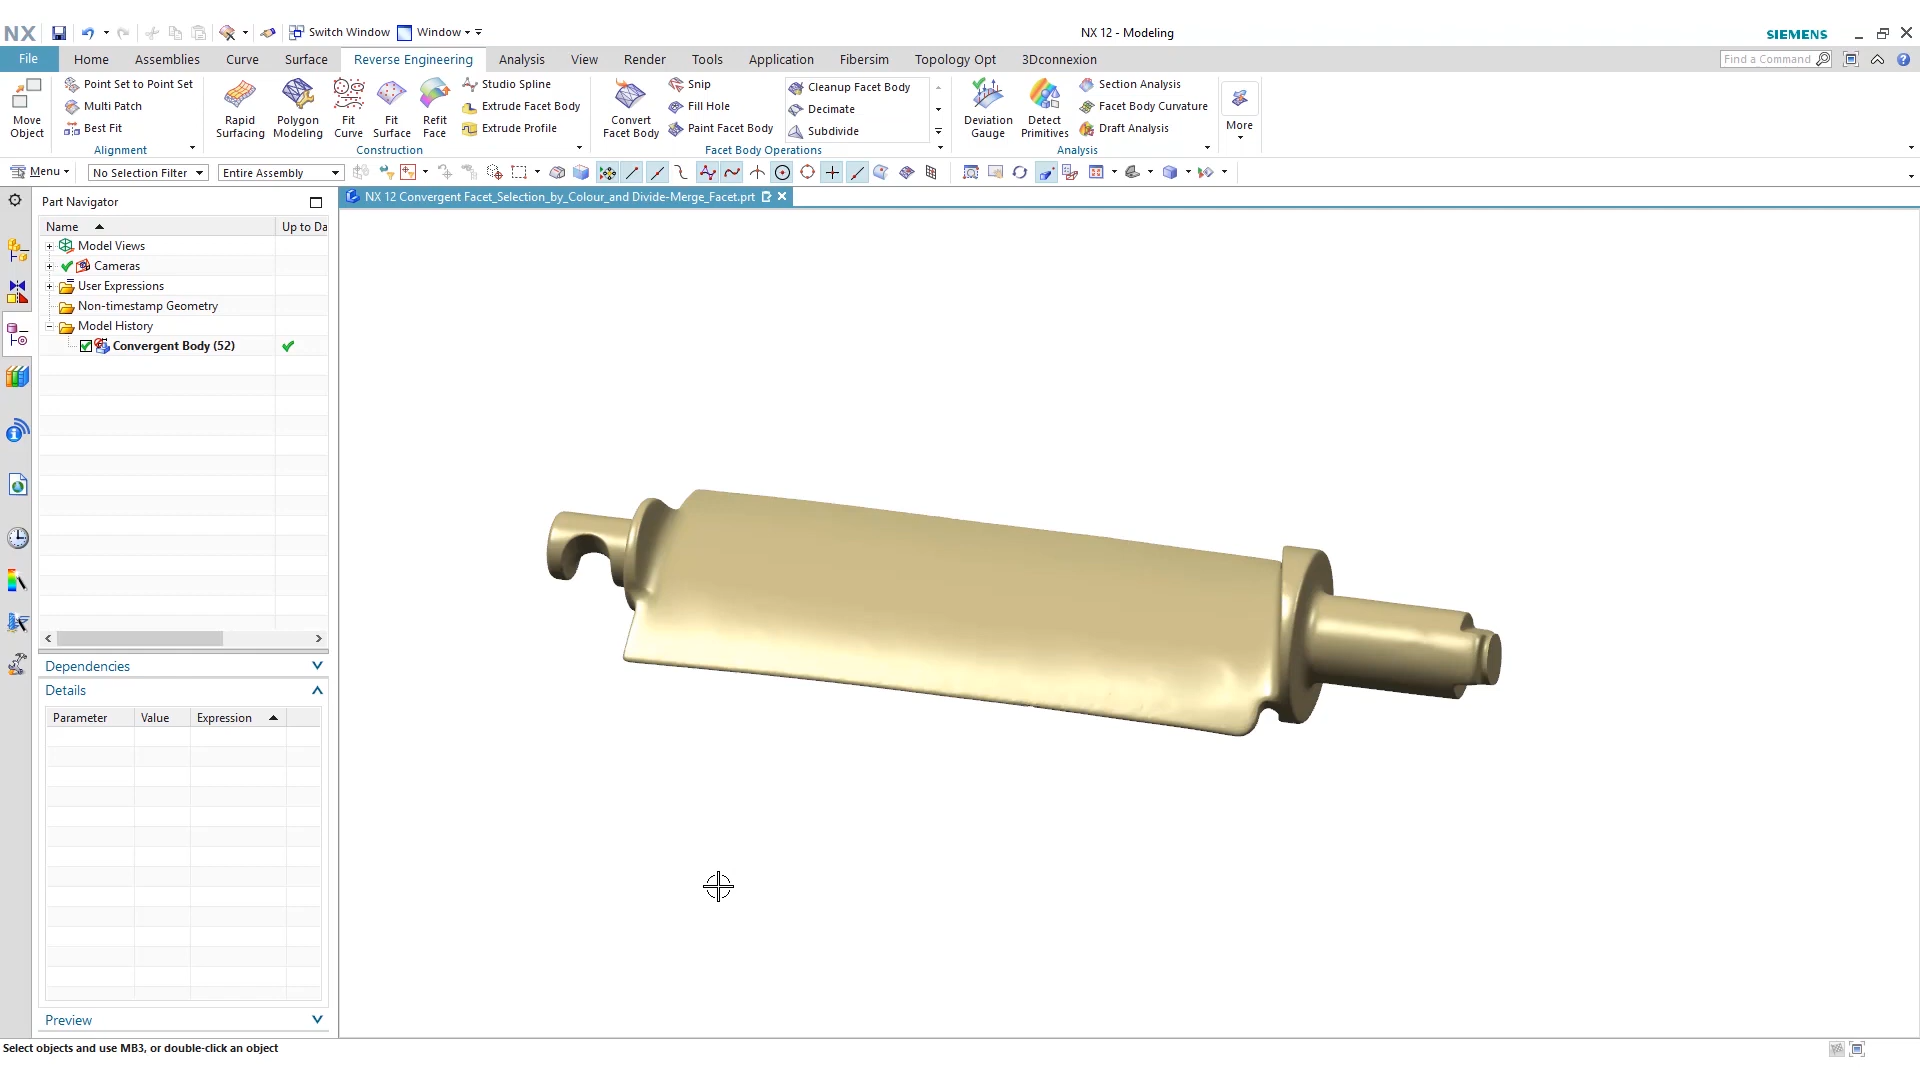 NX
Switch Window
Window
NX 12 - Modeling
SIEMENS
File
Home
Assemblies
Curve
Surface
Reverse Engineering
Analysis
View
Render
Tools
Application
Fibersim
Topology Opt
3Dconnexion
Find a Command
Move Object
Point Set to Point Set
Multi Patch
Best Fit
Alignment
Rapid Surfacing
Polygon Modeling
Fit Curve
Fit Surface
Refit Face
Studio Spline
Extrude Facet Body
Extrude Profile
Construction
Convert Facet Body
Snip
Fill Hole
Paint Facet Body
Cleanup Facet Body
Decimate
Subdivide
Facet Body Operations
Deviation Gauge
Detect Primitives
Section Analysis
Facet Body Curvature
Draft Analysis
Analysis
More
Menu
No Selection Filter
Entire Assembly
Part Navigator
NX 12 Convergent Facet_Selection_by_Colour_and Divide-Merge_Facet.prt
Name
Up to Da
Model Views
Cameras
User Expressions
Non-timestamp Geometry
Model History
Convergent Body (52)
Dependencies
Details
Parameter
Value
Expression
Preview
Select objects and use MB3, or double-click an object